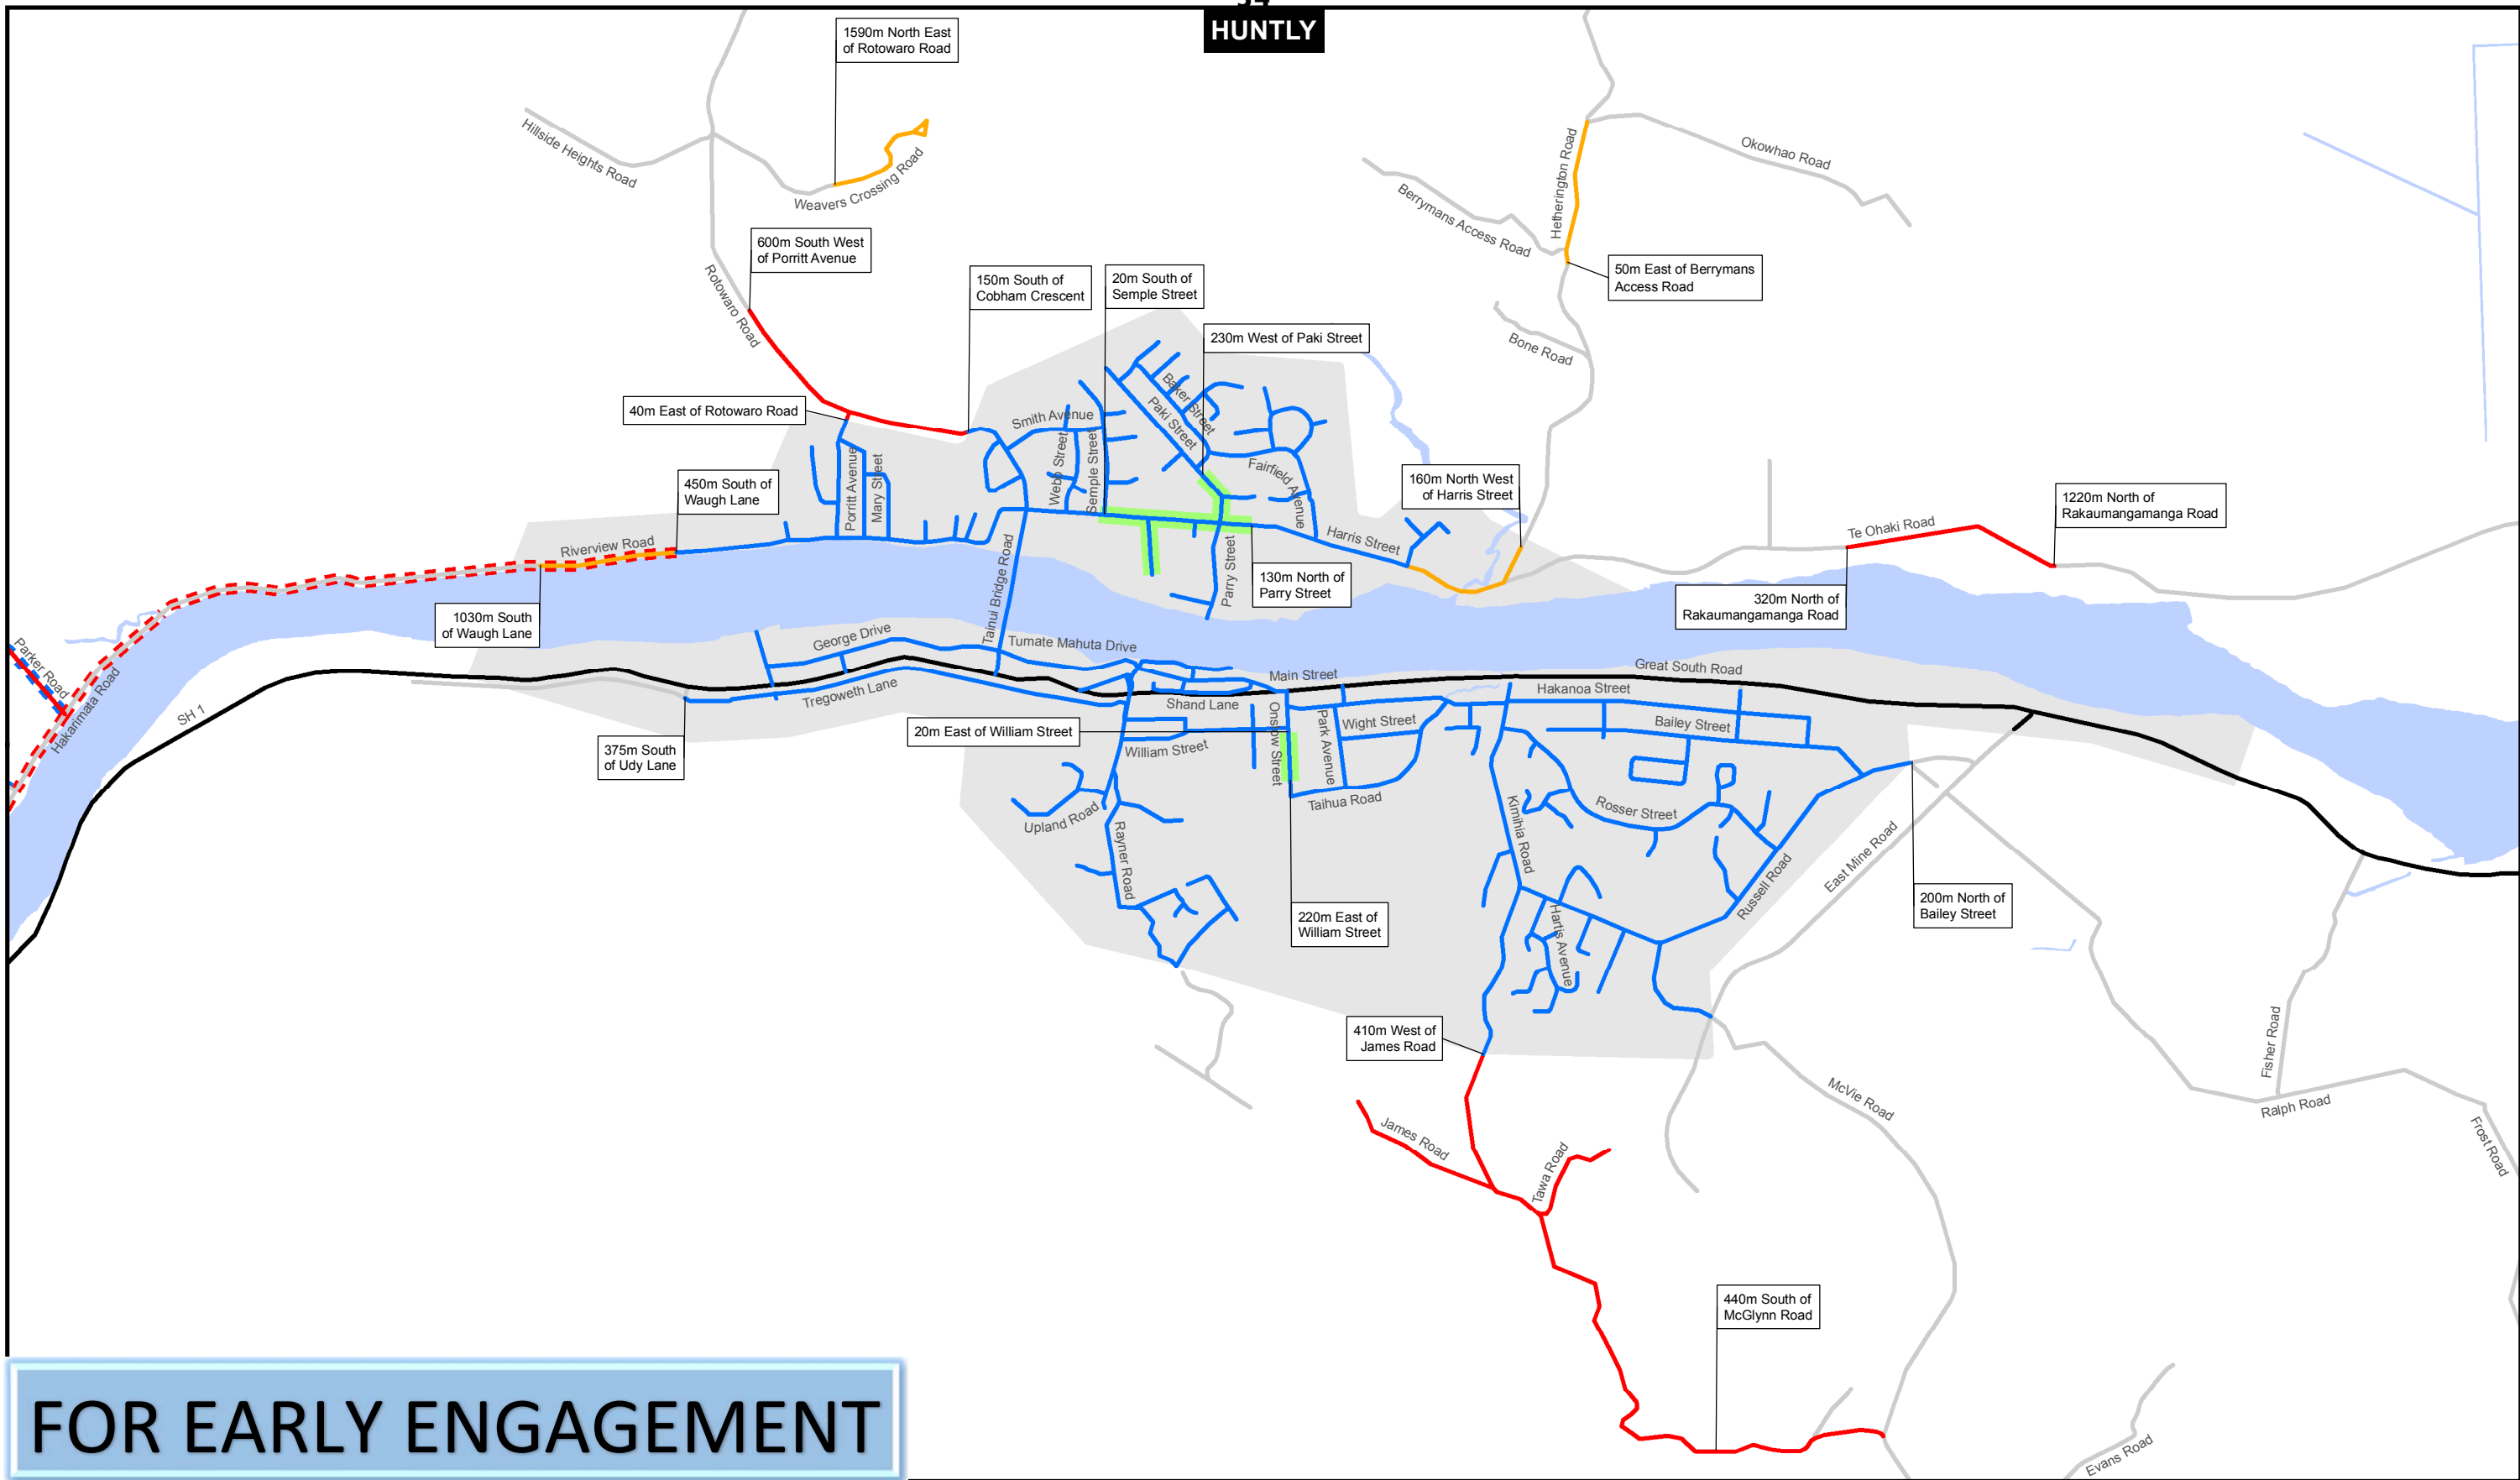 34
HUNTLY
1590m North East
of Rotowaro Road
Hillside Heights Road
Weavers Crossing Road
Hetherington Road
Okowhao Road
Berrymans Access Road
600m South West
of Porritt Avenue
50m East of Berrymans
Access Road
150m South of
Cobham Crescent
20m South of
Semple Street
Rotowaro Road
230m West of Paki Street
Bone Road
40m East of Rotowaro Road
Smith Avenue
Baker Street
Paki Street
Webb Street
Semple Street
Fairfield Avenue
450m South of
Waugh Lane
Porritt Avenue
Mary Street
160m North West
of Harris Street
1220m North of
Rakaumangamanga Road
Te Ohaki Road
Riverview Road
Harris Street
Tainui Bridge Road
Parry Street
130m North of
Parry Street
1030m South
of Waugh Lane
320m North of
Rakaumangamanga Road
Parker Road
Hakarimata Road
SH 1
George Drive
Tumate Mahuta Drive
Main Street
Great South Road
Tregoweth Lane
Shand Lane
Hakanoa Street
Onslow Street
Park Avenue
Wight Street
Bailey Street
20m East of William Street
William Street
375m South
of Udy Lane
Taihua Road
Upland Road
Rayner Road
Kimihia Road
Rosser Street
East Mine Road
Russell Road
220m East of
William Street
200m North of
Bailey Street
Hartis Avenue
410m West of
James Road
Fisher Road
McVie Road
Ralph Road
Frost Road
James Road
Tawa Road
440m South of
McGlynn Road
Evans Road
FOR EARLY ENGAGEMENT